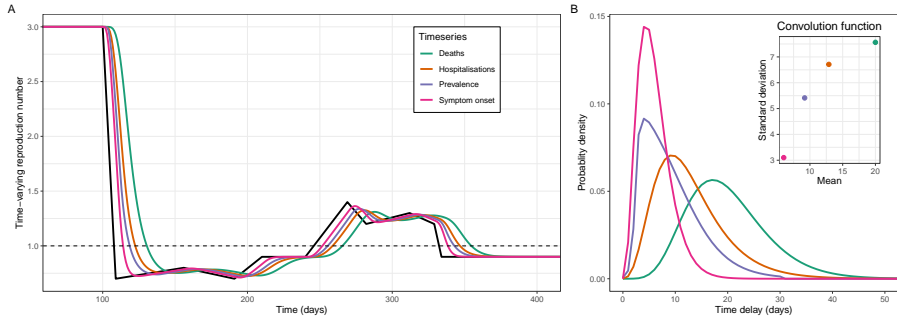 A
Time-varying reproduction number
3.0
2.5
2.0
1.5
1.0
Timeseries
Deaths
Hospitalisations
Prevalence
Symptom onset
100
200
300
400
Time (days)
B
Probablity density
0.15
0.10
0.05
0.00
Convolution function
Standard deviation
7
6
5
4
3
10
15
20
Mean
0
10
20
30
40
50
Time delay (days)